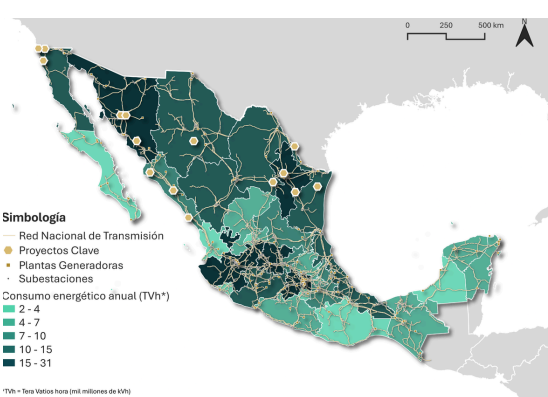 0 250 500 km
N
Simbología
Red Nacional de Transmisión
Proyectos Clave
Plantas Generadoras
Subestaciones
Consumo energético anual (TVh*)
2 - 4
4 - 7
7 - 10
10 - 15
15 - 31
*TVh = Tera Vatios hora (mil millones de kVh)